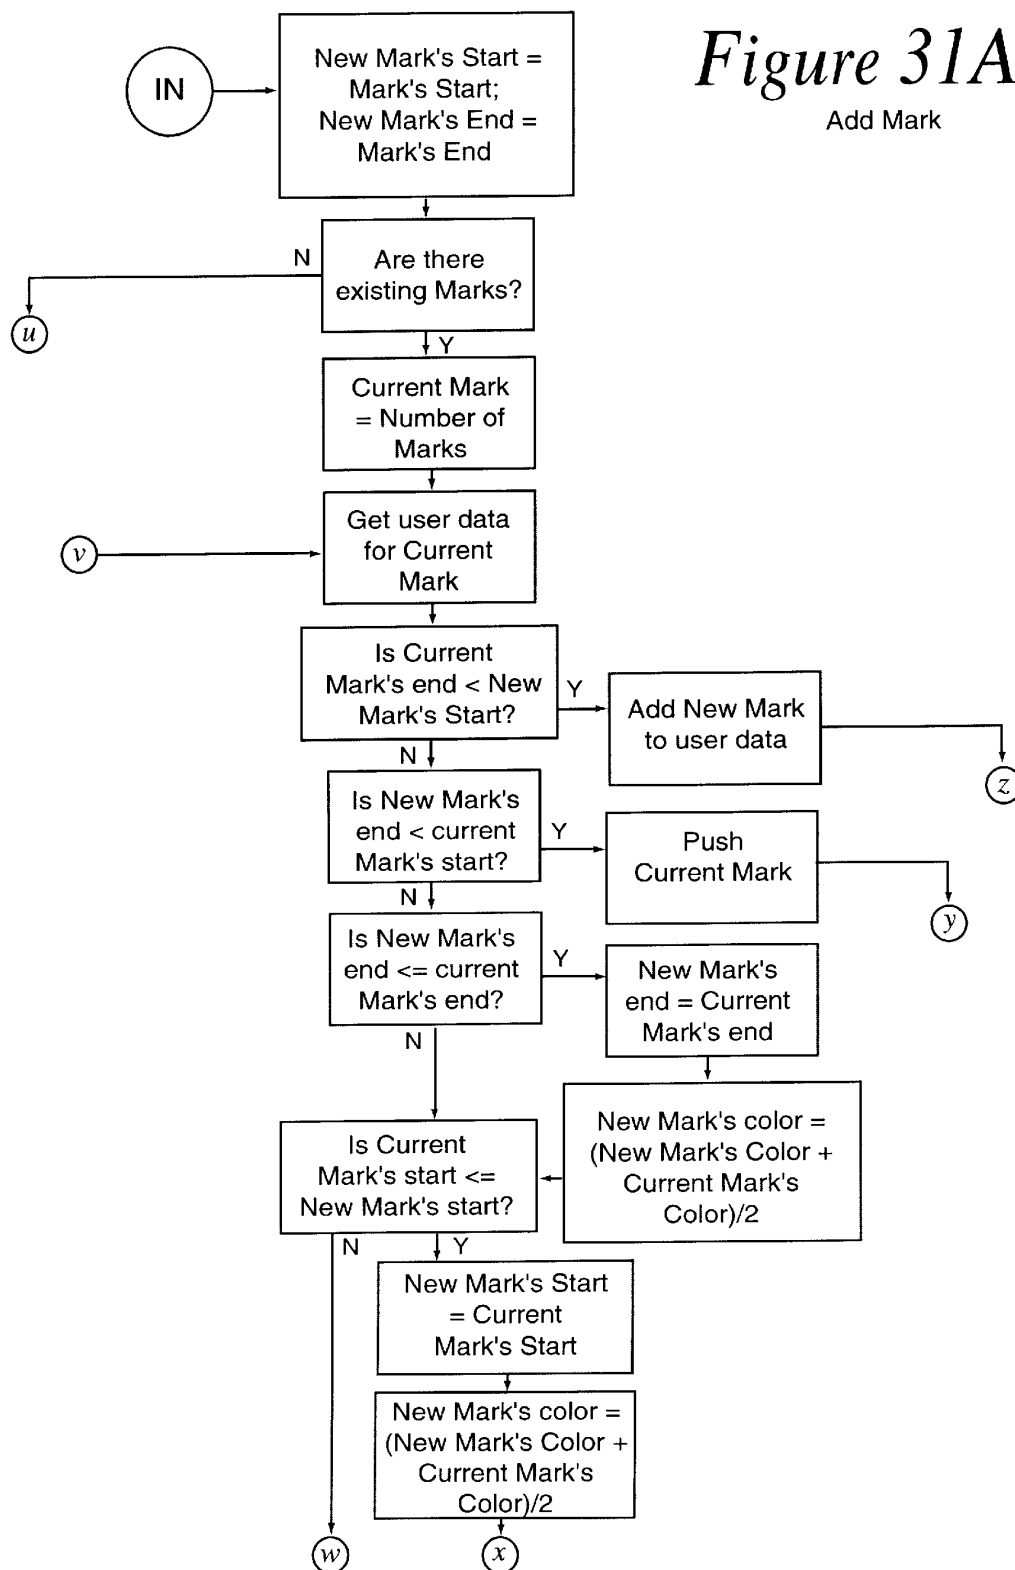 Figure 31A
Add Mark
IN
New Mark's Start =
Mark's Start;
New Mark's End =
Mark's End
Are there
existing Marks?
N
u
Y
Current Mark
= Number of
Marks
v
Get user data
for Current
Mark
Is Current
Mark's end < New
Mark's Start?
Y
Add New Mark
to user data
z
N
Is New Mark's
end < current
Mark's start?
Y
Push
Current Mark
y
N
Is New Mark's
end <= current
Mark's end?
Y
New Mark's
end = Current
Mark's end
N
New Mark's color =
(New Mark's Color +
Current Mark's
Color)/2
Is Current
Mark's start <=
New Mark's start?
N
Y
New Mark's Start
= Current
Mark's Start
New Mark's color =
(New Mark's Color +
Current Mark's
Color)/2
w
x